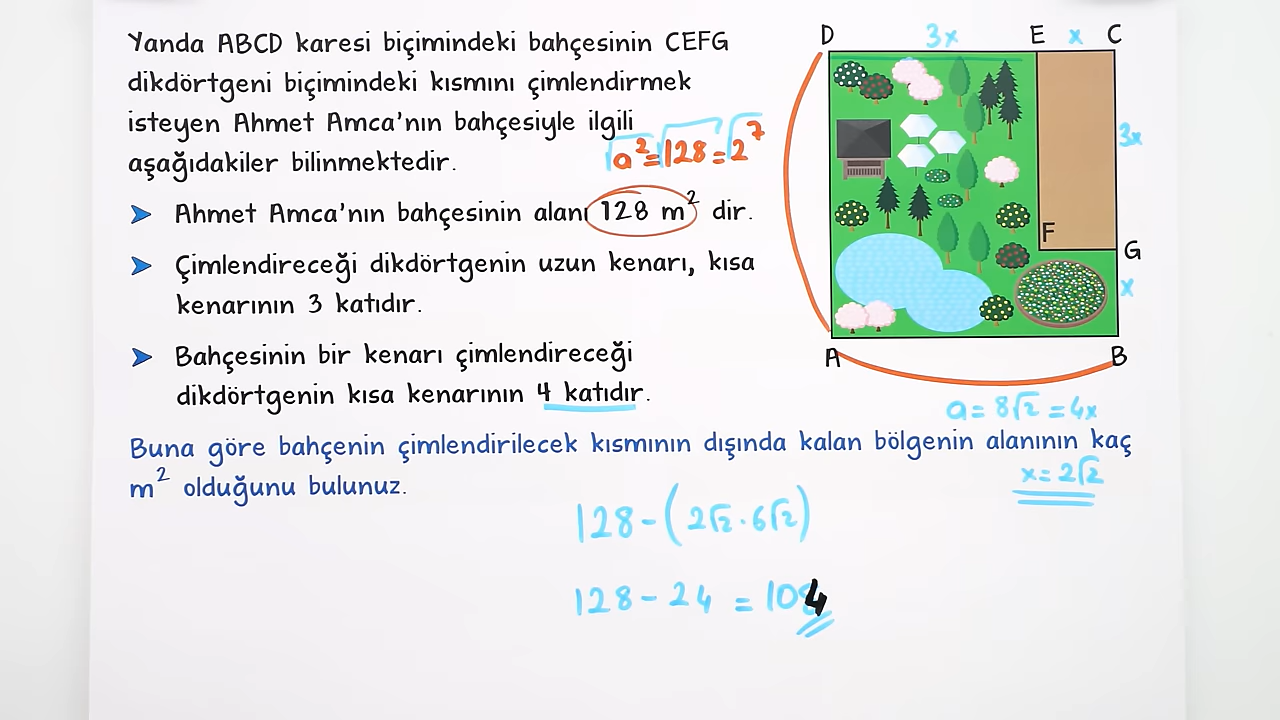 Yanda ABCD karesi biçimindeki bahçesinin CEFG
dikdörtgeni biçimindeki kısmını çimlendirmek
isteyen Ahmet Amca'nın bahçesiyle ilgili
aşağıdakiler bilinmektedir.
√a² = √128 = √2⁷
➤ Ahmet Amca'nın bahçesinin alanı 128 m² dir.
➤ Çimlendireceği dikdörtgenin uzun kenarı, kısa
kenarının 3 katıdır.
➤ Bahçesinin bir kenarı çimlendireceği
dikdörtgenin kısa kenarının 4 katıdır.
D 3x E x C
3x
F
G
x
A B
a = 8√2 = 4x
Buna göre bahçenin çimlendirilecek kısmının dışında kalan bölgenin alanının kaç
m² olduğunu bulunuz.
x = 2√2
128 - (2√2 · 6√2)
128 - 24 = 104